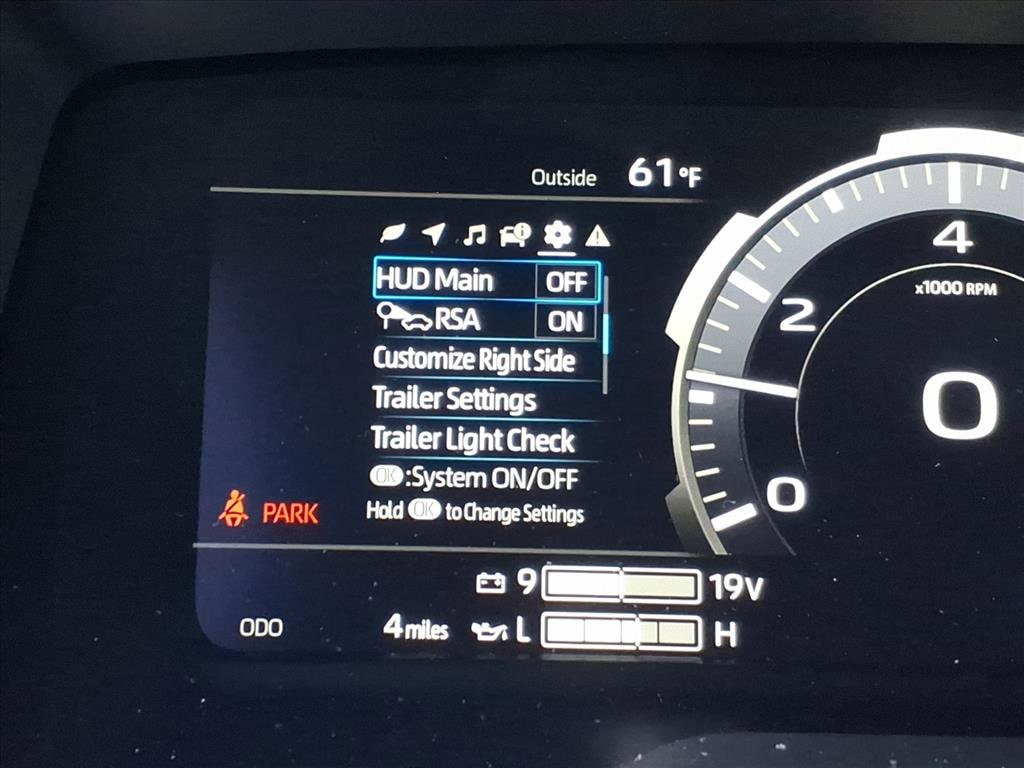 Outside 61°F
HUD Main OFF
RSA ON
Customize Right Side
Trailer Settings
Trailer Light Check
OK:System ON/OFF
Hold OK to Change Settings
PARK
4
x1000 RPM
2
0
0
9 19V
ODO 4 miles L H